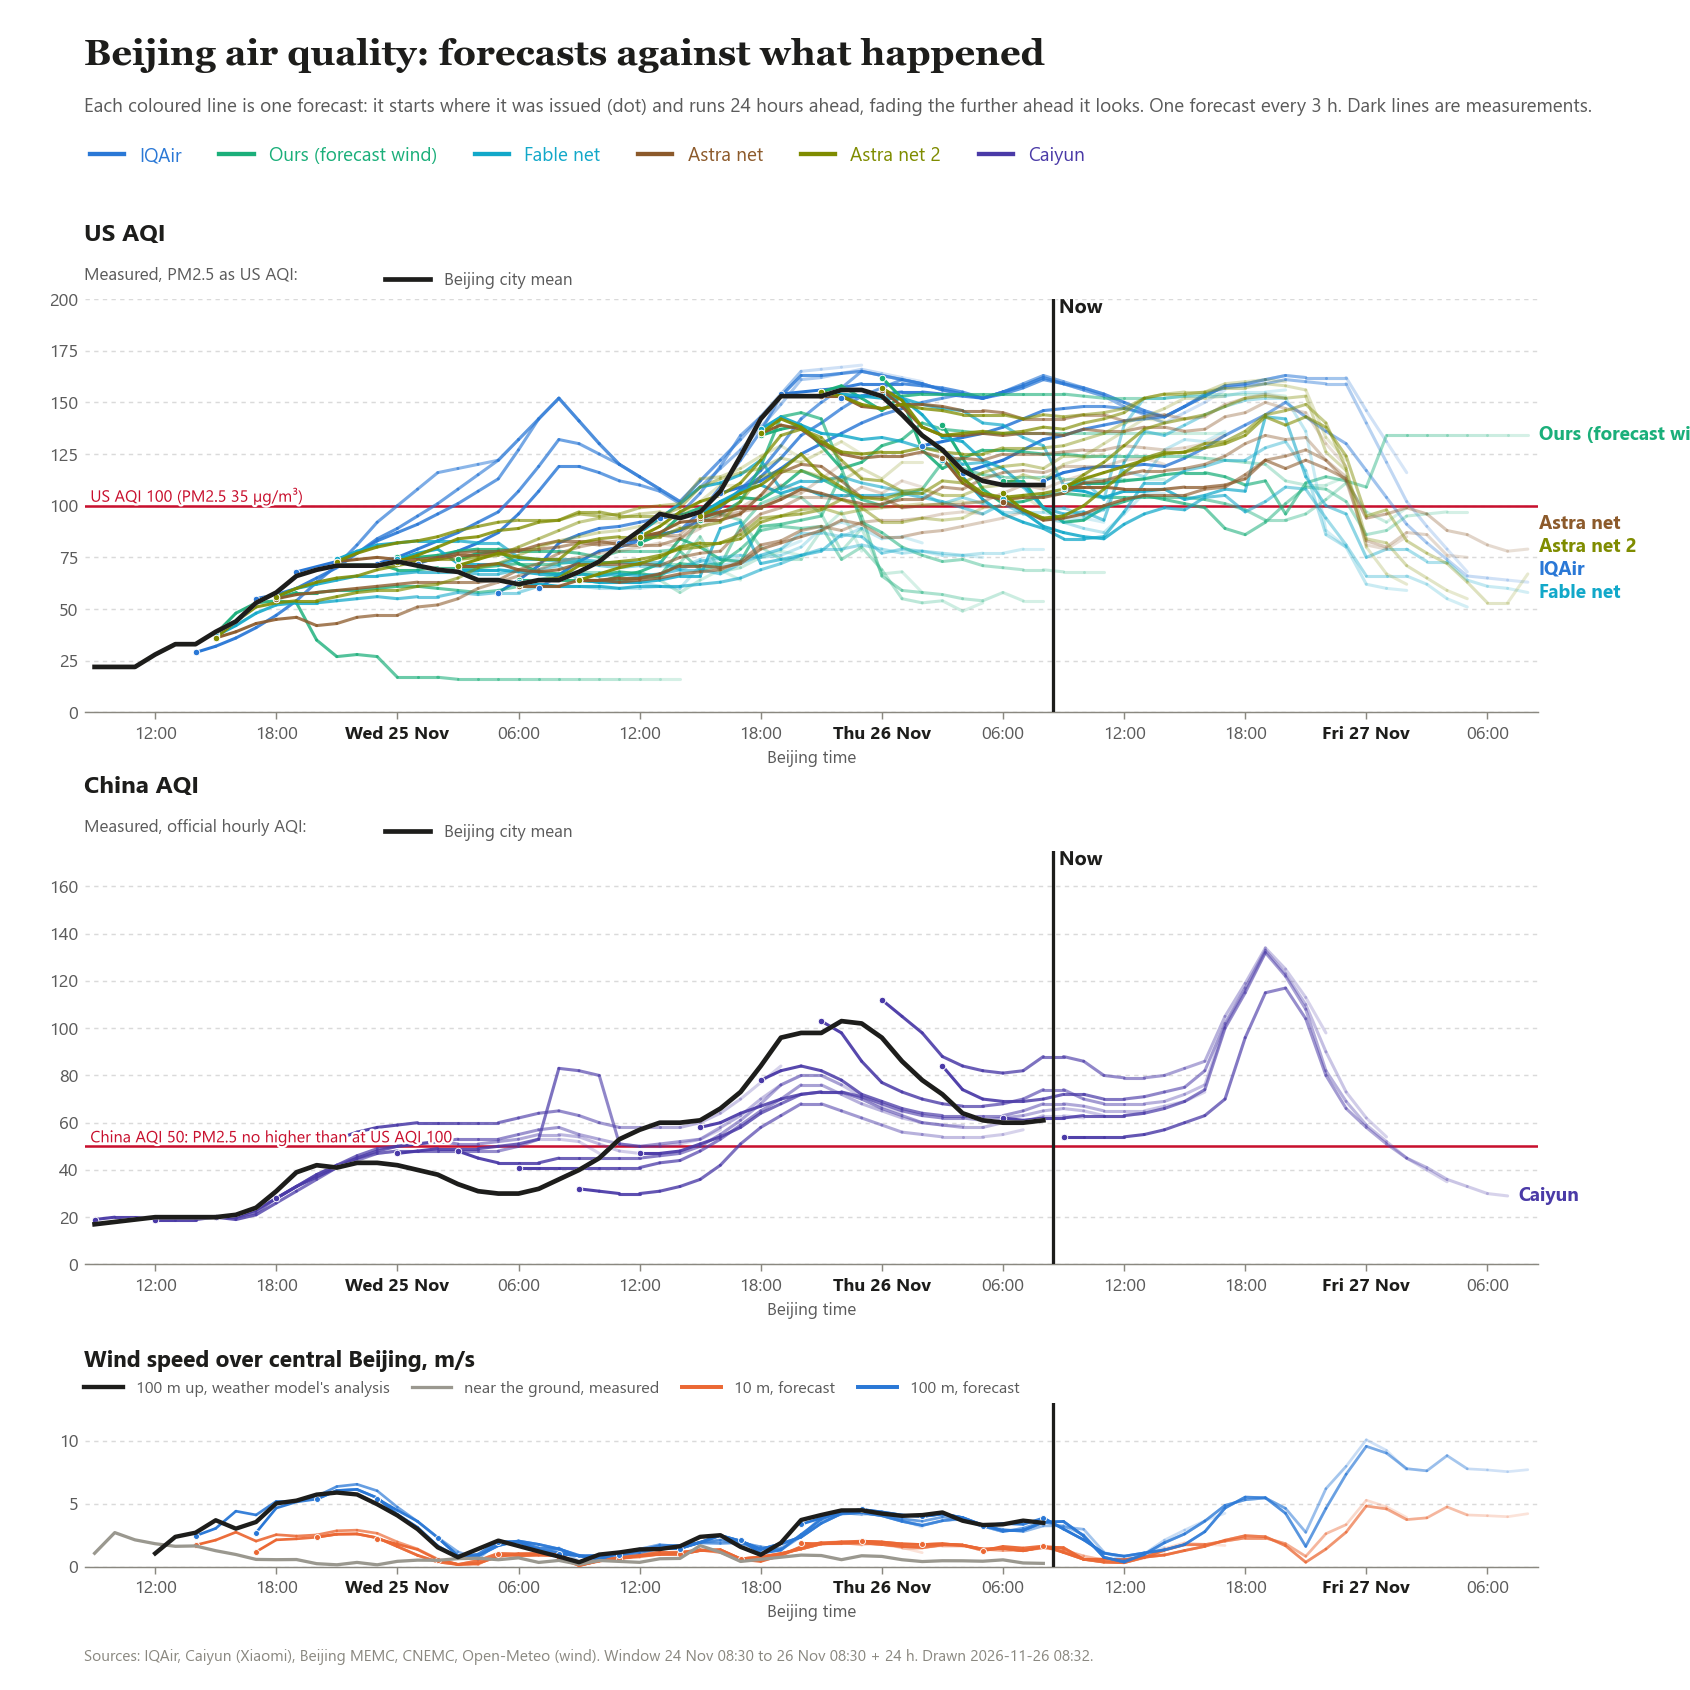 Beijing air quality: forecasts against what happened
Each coloured line is one forecast: it starts where it was issued (dot) and runs 24 hours ahead, fading the further ahead it looks. One forecast every 3 h. Dark lines are measurements.
IQAir Ours (forecast wind) Fable net Astra net Astra net 2 Caiyun
US AQI
Measured, PM2.5 as US AQI: Beijing city mean
Now
200
175
150
125
Ours (forecast wi
US AQI 100 (PM2.5 35 µg/m³)
100
Astra net
Astra net 2
75
IQAir
Fable net
50
25
0
12:00 18:00 Wed 25 Nov 06:00 12:00 18:00 Thu 26 Nov 06:00 12:00 18:00 Fri 27 Nov 06:00
Beijing time
China AQI
Measured, official hourly AQI: Beijing city mean
Now
160
140
120
100
80
60
China AQI 50: PM2.5 no higher than at US AQI 100
40
Caiyun
20
0
12:00 18:00 Wed 25 Nov 06:00 12:00 18:00 Thu 26 Nov 06:00 12:00 18:00 Fri 27 Nov 06:00
Beijing time
Wind speed over central Beijing, m/s
100 m up, weather model's analysis near the ground, measured 10 m, forecast 100 m, forecast
10
5
0
12:00 18:00 Wed 25 Nov 06:00 12:00 18:00 Thu 26 Nov 06:00 12:00 18:00 Fri 27 Nov 06:00
Beijing time
Sources: IQAir, Caiyun (Xiaomi), Beijing MEMC, CNEMC, Open-Meteo (wind). Window 24 Nov 08:30 to 26 Nov 08:30 + 24 h. Drawn 2026-11-26 08:32.